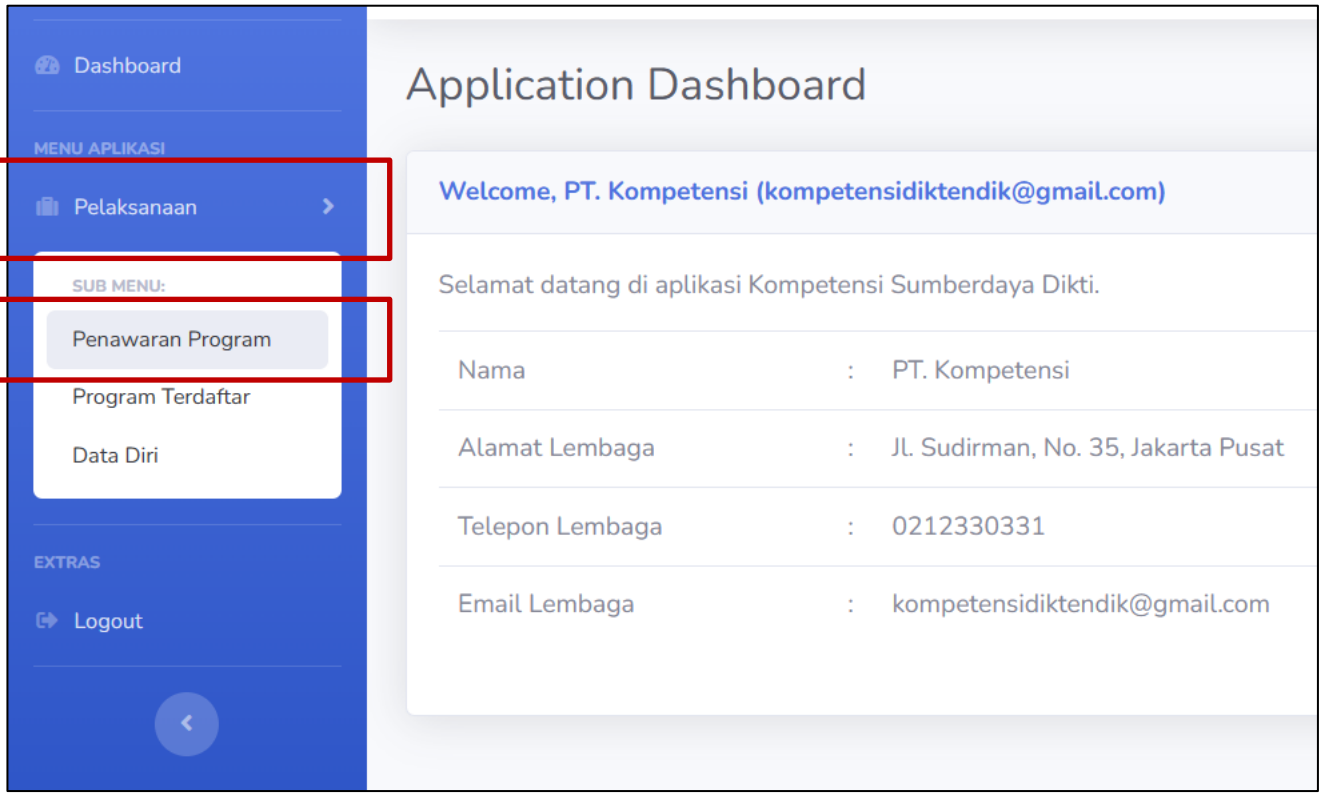 Dashboard
MENU APLIKASI
Pelaksanaan
SUB MENU:
Penawaran Program
Program Terdaftar
Data Diri
EXTRAS
Logout
Application Dashboard
Welcome, PT. Kompetensi (kompetensidiktendik@gmail.com)
Selamat datang di aplikasi Kompetensi Sumberdaya Dikti.
Nama : PT. Kompetensi
Alamat Lembaga : Jl. Sudirman, No. 35, Jakarta Pusat
Telepon Lembaga : 0212330331
Email Lembaga : kompetensidiktendik@gmail.com